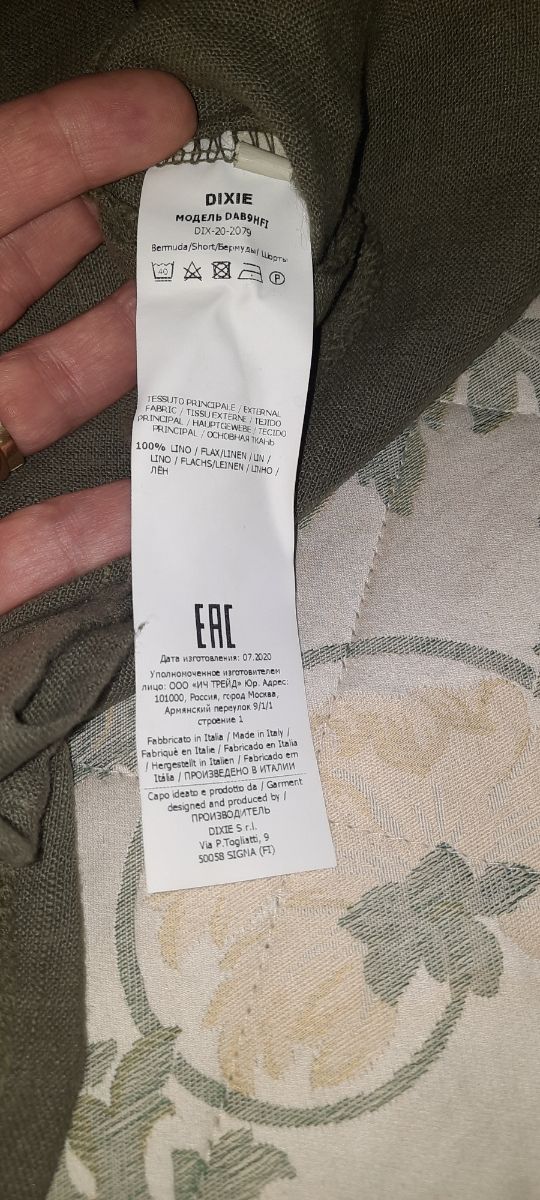 DIXIE
МОДЕЛЬ DAB9HFI
DIX-20-2079
Bermuda/Short/Бермуды/ Шорты
40
P
TESSUTO PRINCIPALE / EXTERNAL
FABRIC / TISSU EXTERNE / TEJIDO
PRINCIPAL / HAUPTGEWEBE / TECIDO
PRINCIPAL / ОСНОВНАЯ ТКАНЬ
100% LINO / FLAX/LINEN / LIN /
LINO / FLACHS/LEINEN / LINHO /
ЛЁН
EAC
Дата изготовления: 07.2020
Уполномоченное изготовителем
лицо: ООО «ИЧ ТРЕЙД» Юр. Адрес:
101000, Россия, город Москва,
Армянский переулок 9/1/1
строение 1
Fabbricato in Italia / Made in Italy /
Fabriqué en Italie / Fabricado en Italia
/ Hergestellt in Italien / Fabricado em
Itália / ПРОИЗВЕДЕНО В ИТАЛИИ
Capo ideato e prodotto da / Garment
designed and produced by /
ПРОИЗВОДИТЕЛЬ
DIXIE S r.l.
Via P.Togliatti, 9
50058 SIGNA (FI)